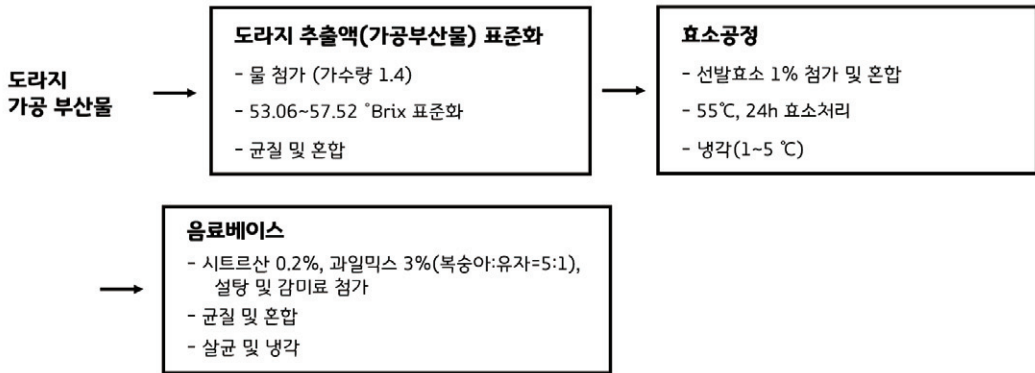 도라지
가공 부산물
도라지 추출액(가공부산물) 표준화
- 물 첨가 (가수량 1.4)
- 53.06~57.52 ˚Brix 표준화
- 균질 및 혼합
효소공정
- 선발효소 1% 첨가 및 혼합
- 55℃, 24h 효소처리
- 냉각(1~5 ℃)
음료베이스
- 시트르산 0.2%, 과일믹스 3%(복숭아:유자=5:1),
설탕 및 감미료 첨가
- 균질 및 혼합
- 살균 및 냉각